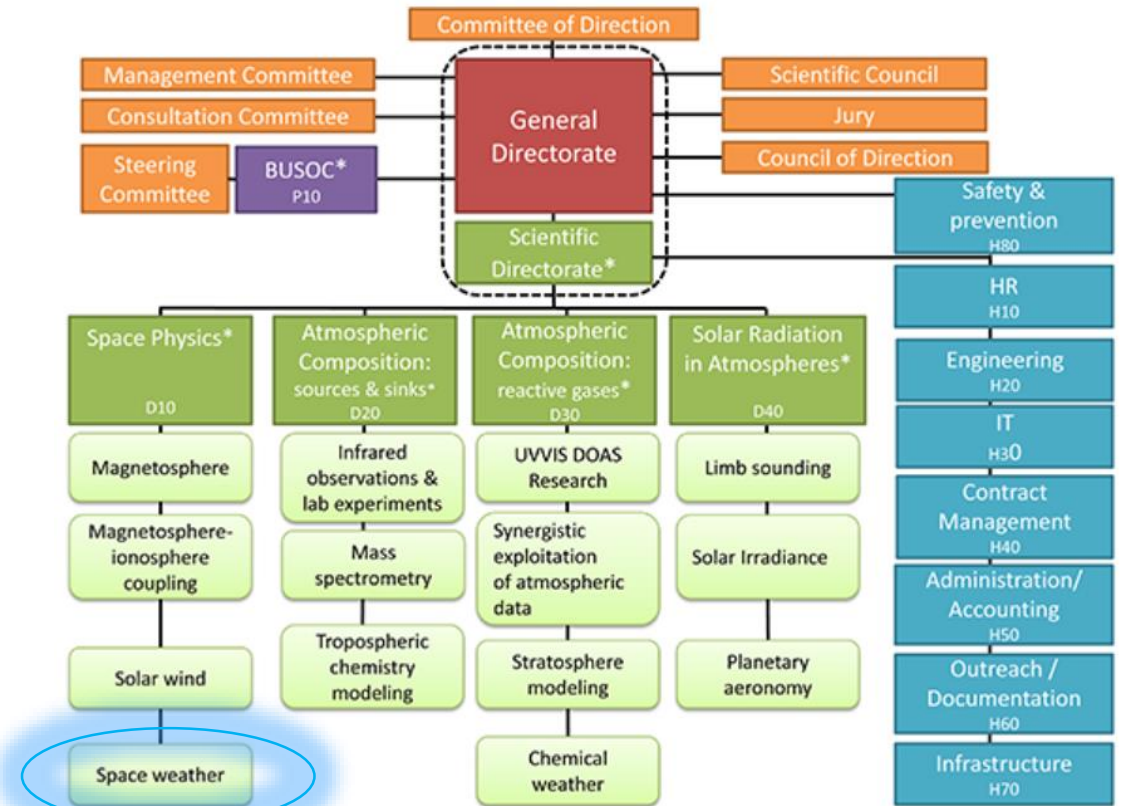 Committee of Direction
Management Committee
Consultation Committee
Steering
Committee
BUSOC*
P10
General
Directorate
Scientific
Directorate*
Scientific Council
Jury
Council of Direction
Safety &
prevention
H80
HR
H10
Engineering
H20
IT
H30
Contract
Management
H40
Administration/
Accounting
H50
Outreach /
Documentation
H60
Infrastructure
H70
Space Physics*
D10
Magnetosphere
Magnetosphere-
ionosphere
coupling
Solar wind
Space weather
Atmospheric
Composition:
sources & sinks*
D20
Infrared
observations &
lab experiments
Mass
spectrometry
Tropospheric
chemistry
modeling
Atmospheric
Composition:
reactive gases*
D30
UVVIS DOAS
Research
Synergistic
exploitation
of atmospheric
data
Stratosphere
modeling
Chemical
weather
Solar Radiation
in Atmospheres*
D40
Limb sounding
Solar Irradiance
Planetary
aeronomy